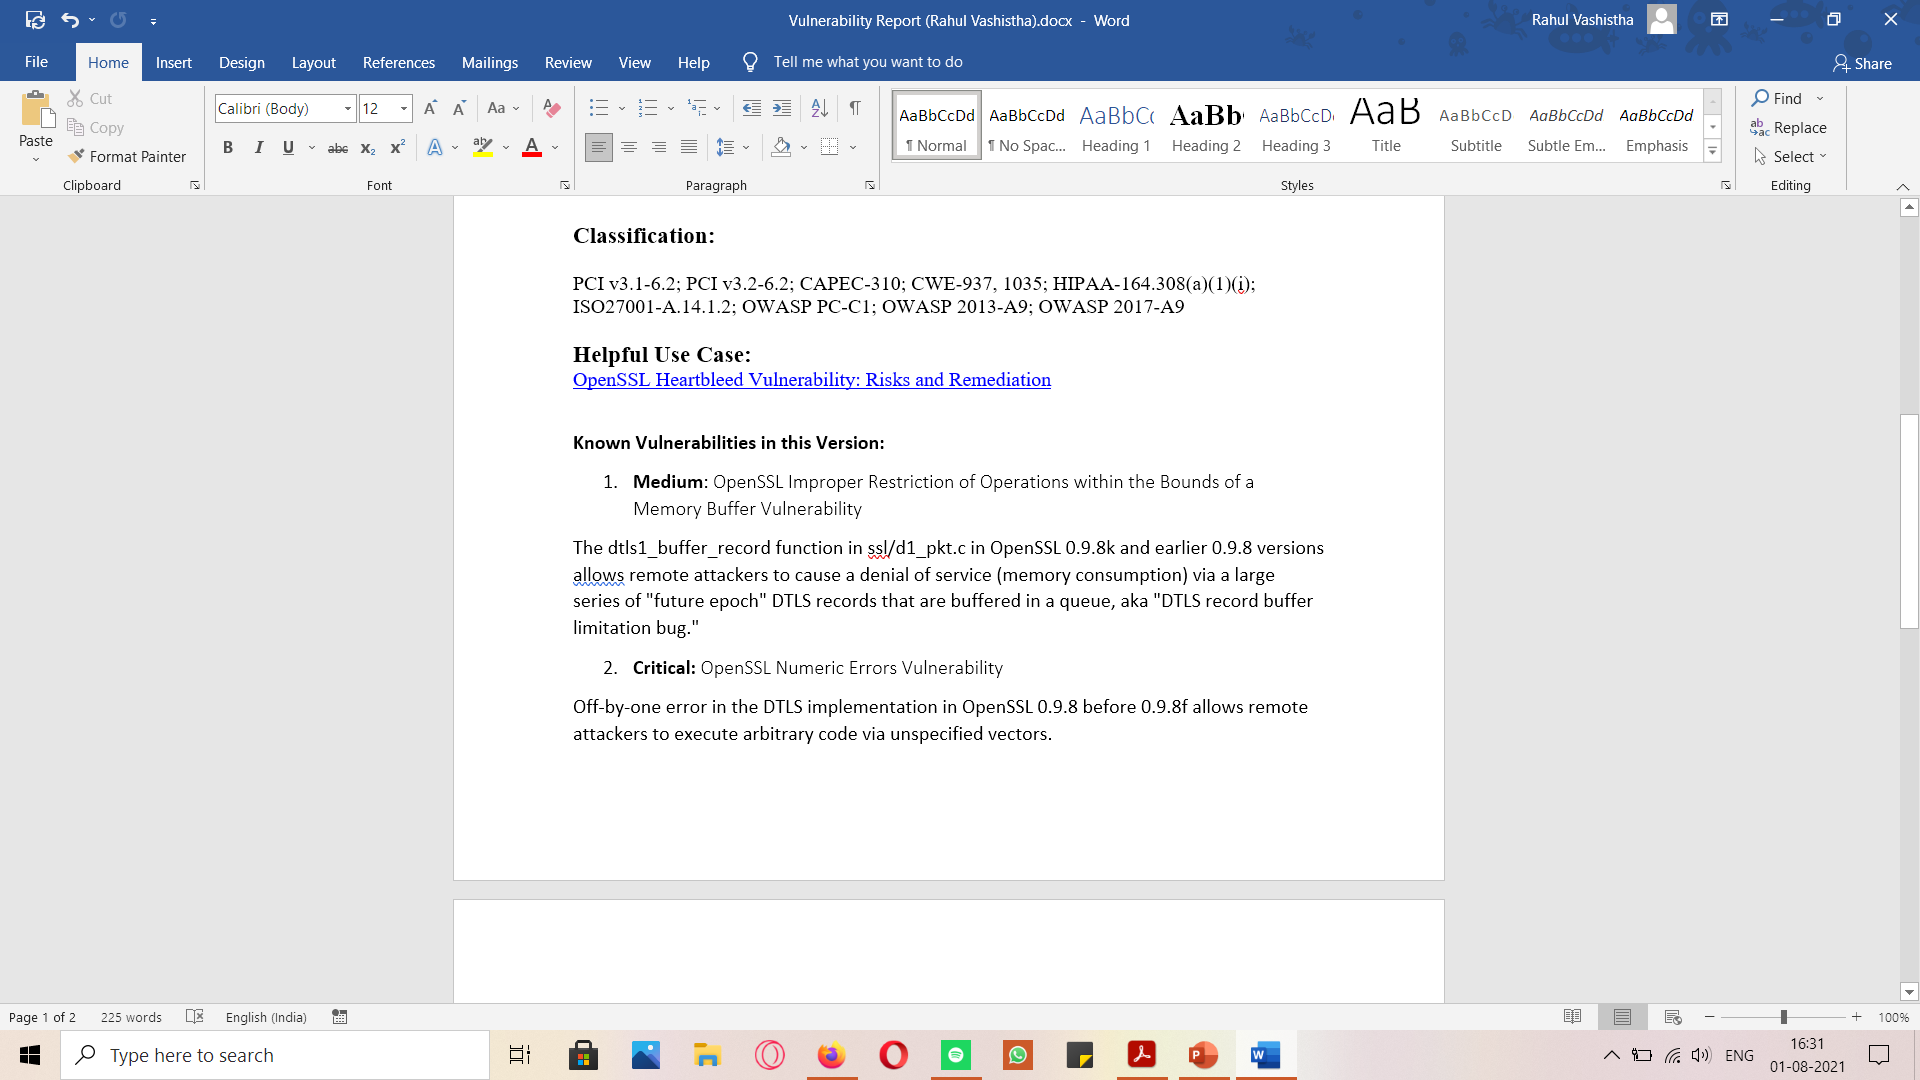 Vulnerability Report (Rahul Vashistha).docx - Word
Rahul Vashistha
File Home Insert Design Layout References Mailings Review View Help Tell me what you want to do Share
Paste
Cut
Copy
Format Painter
Clipboard
Calibri (Body) 12
Font
Paragraph
AaBbCcDd AaBbCcDd AaBbCc AaBb AaBbCcD AaB AaBbCcD AaBbCcDd AaBbCcDd
¶ Normal ¶ No Spac... Heading 1 Heading 2 Heading 3 Title Subtitle Subtle Em... Emphasis
Styles
Find
Replace
Select
Editing
Classification:
PCI v3.1-6.2; PCI v3.2-6.2; CAPEC-310; CWE-937, 1035; HIPAA-164.308(a)(1)(i);
ISO27001-A.14.1.2; OWASP PC-C1; OWASP 2013-A9; OWASP 2017-A9
Helpful Use Case:
OpenSSL Heartbleed Vulnerability: Risks and Remediation
Known Vulnerabilities in this Version:
1. Medium: OpenSSL Improper Restriction of Operations within the Bounds of a
Memory Buffer Vulnerability
The dtls1_buffer_record function in ssl/d1_pkt.c in OpenSSL 0.9.8k and earlier 0.9.8 versions
allows remote attackers to cause a denial of service (memory consumption) via a large
series of "future epoch" DTLS records that are buffered in a queue, aka "DTLS record buffer
limitation bug."
2. Critical: OpenSSL Numeric Errors Vulnerability
Off-by-one error in the DTLS implementation in OpenSSL 0.9.8 before 0.9.8f allows remote
attackers to execute arbitrary code via unspecified vectors.
Page 1 of 2 225 words English (India) 100%
Type here to search
ENG
16:31
01-08-2021